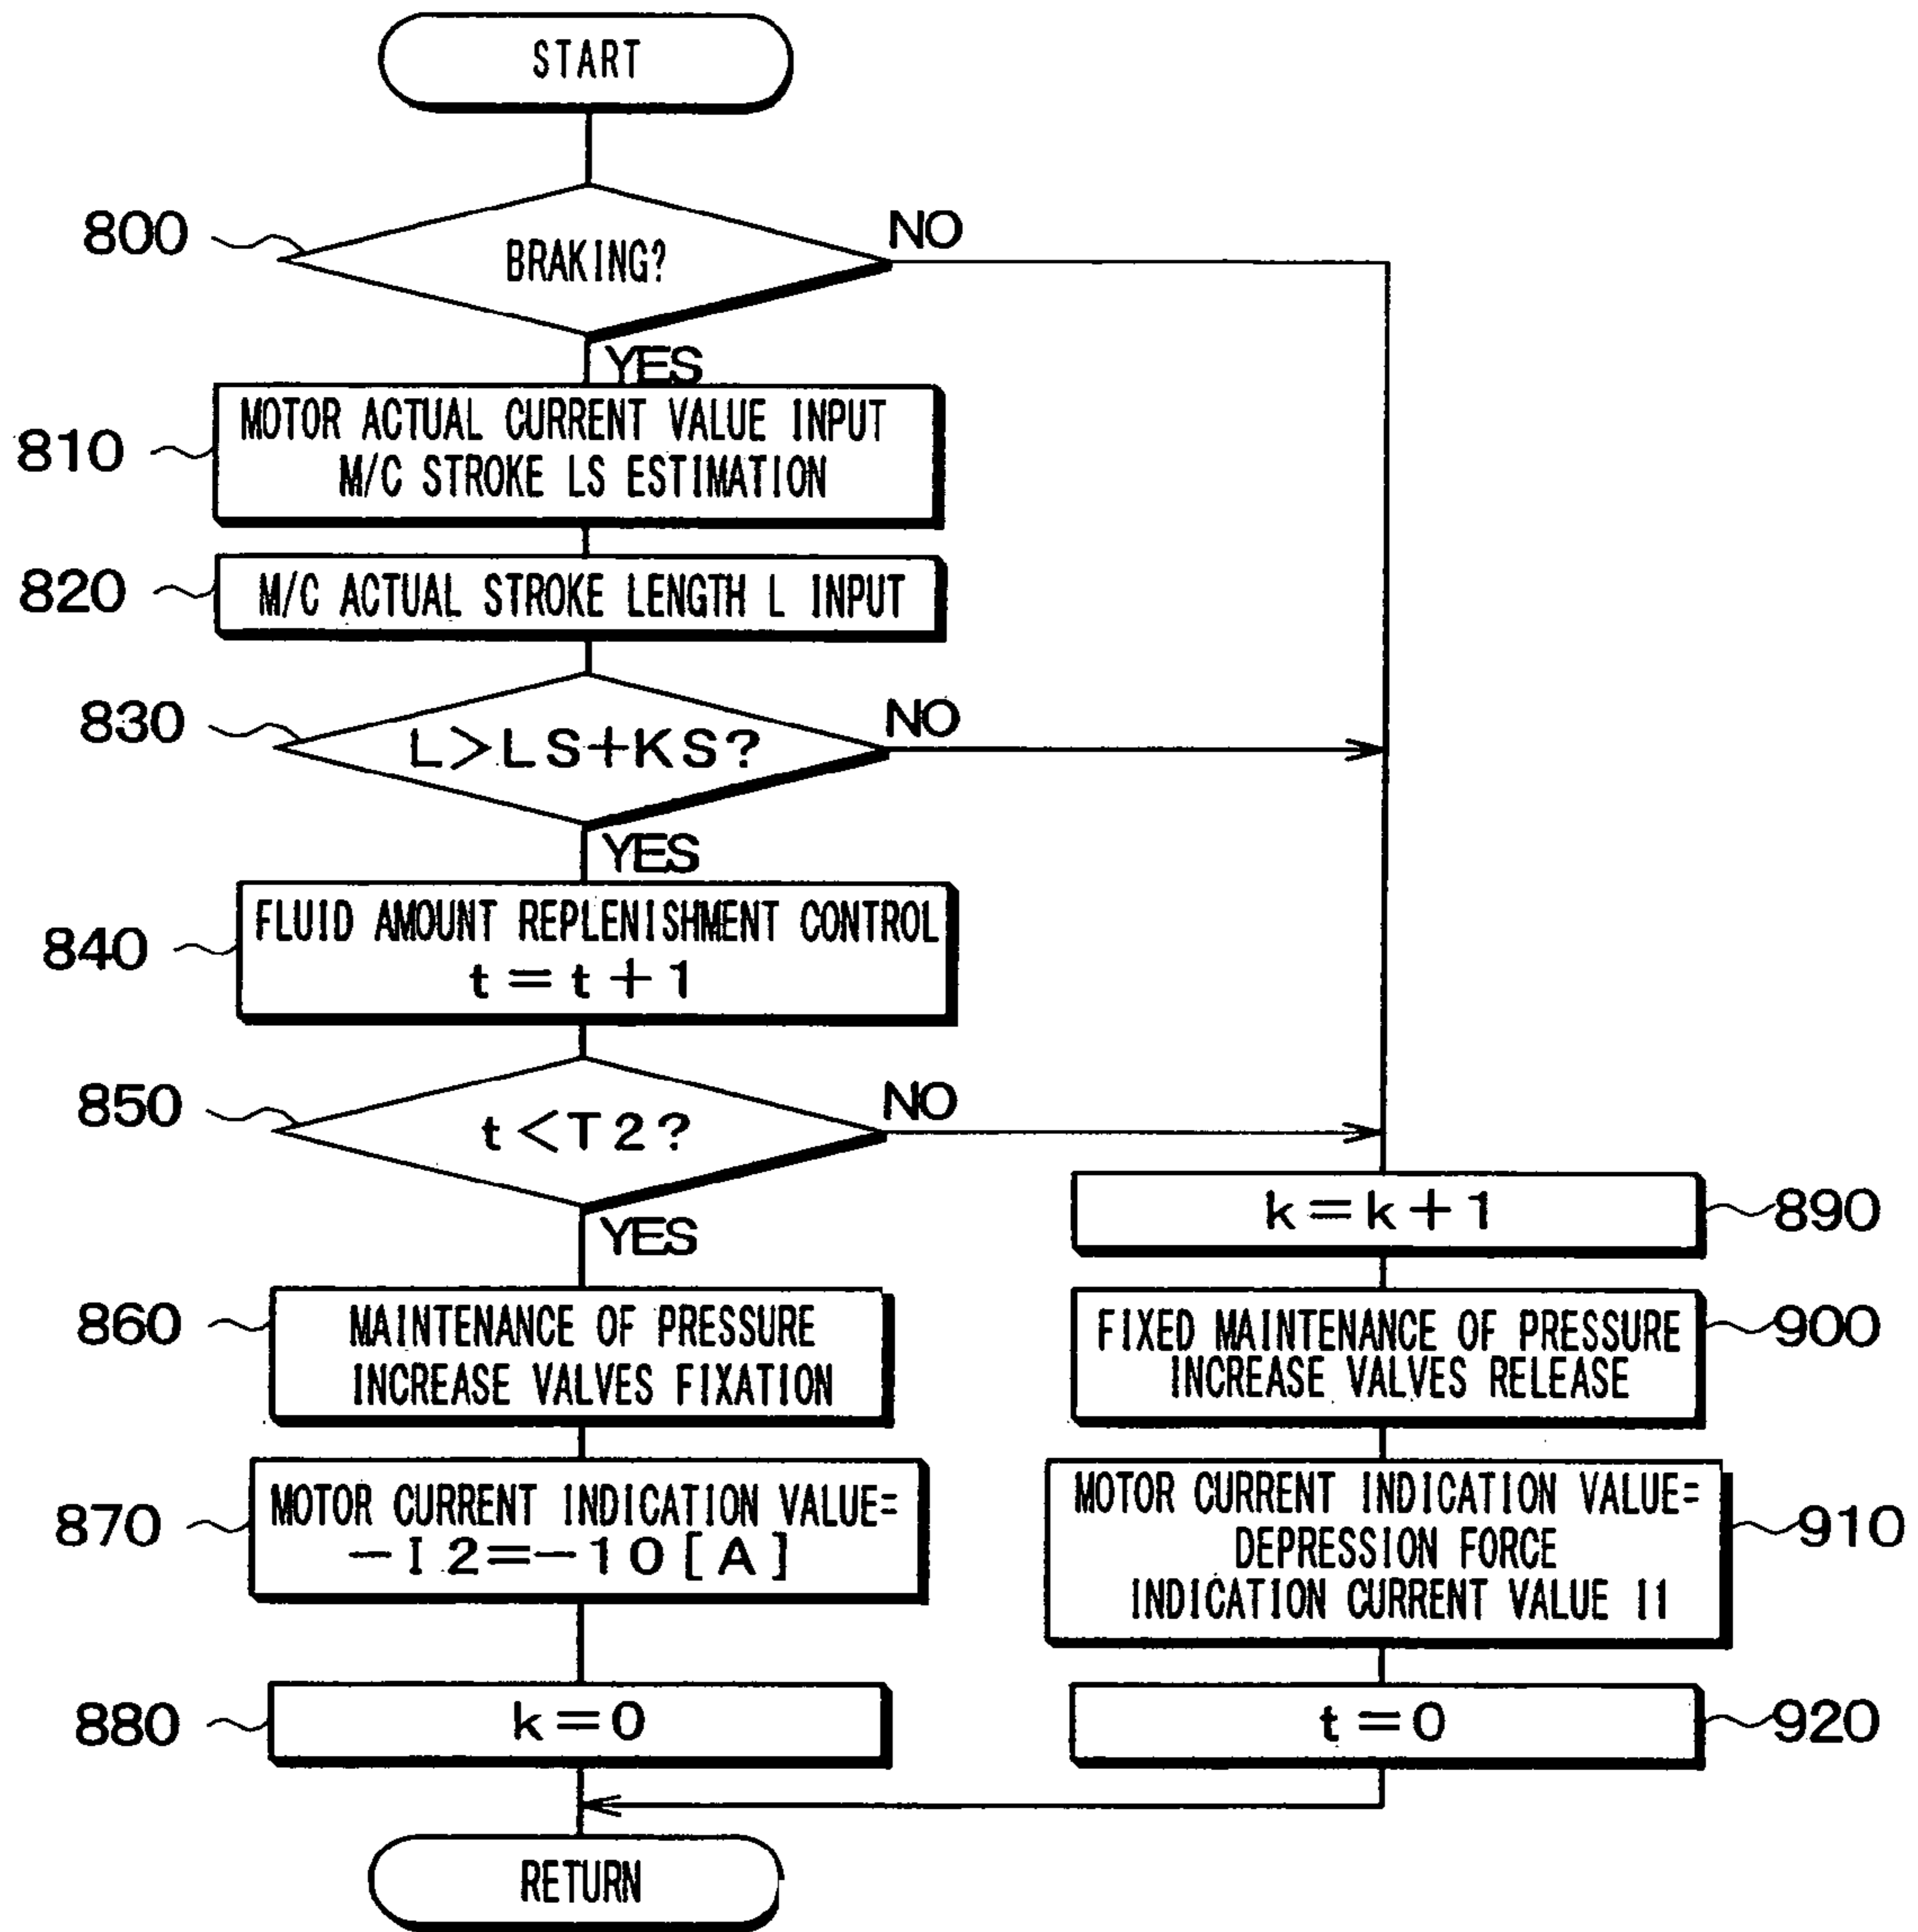 START
800
BRAKING?
NO
YES
810
MOTOR ACTUAL CURRENT VALUE INPUT
M/C STROKE LS ESTIMATION
820
M/C ACTUAL STROKE LENGTH L INPUT
830
L>LS+KS?
NO
YES
840
FLUID AMOUNT REPLENISHMENT CONTROL
t=t+1
850
t<T2?
NO
YES
860
MAINTENANCE OF PRESSURE
INCREASE VALVES FIXATION
870
MOTOR CURRENT INDICATION VALUE=
-I2=-10[A]
880
k=0
k=k+1
890
FIXED MAINTENANCE OF PRESSURE
INCREASE VALVES RELEASE
900
MOTOR CURRENT INDICATION VALUE=
DEPRESSION FORCE
INDICATION CURRENT VALUE I1
910
t=0
920
RETURN